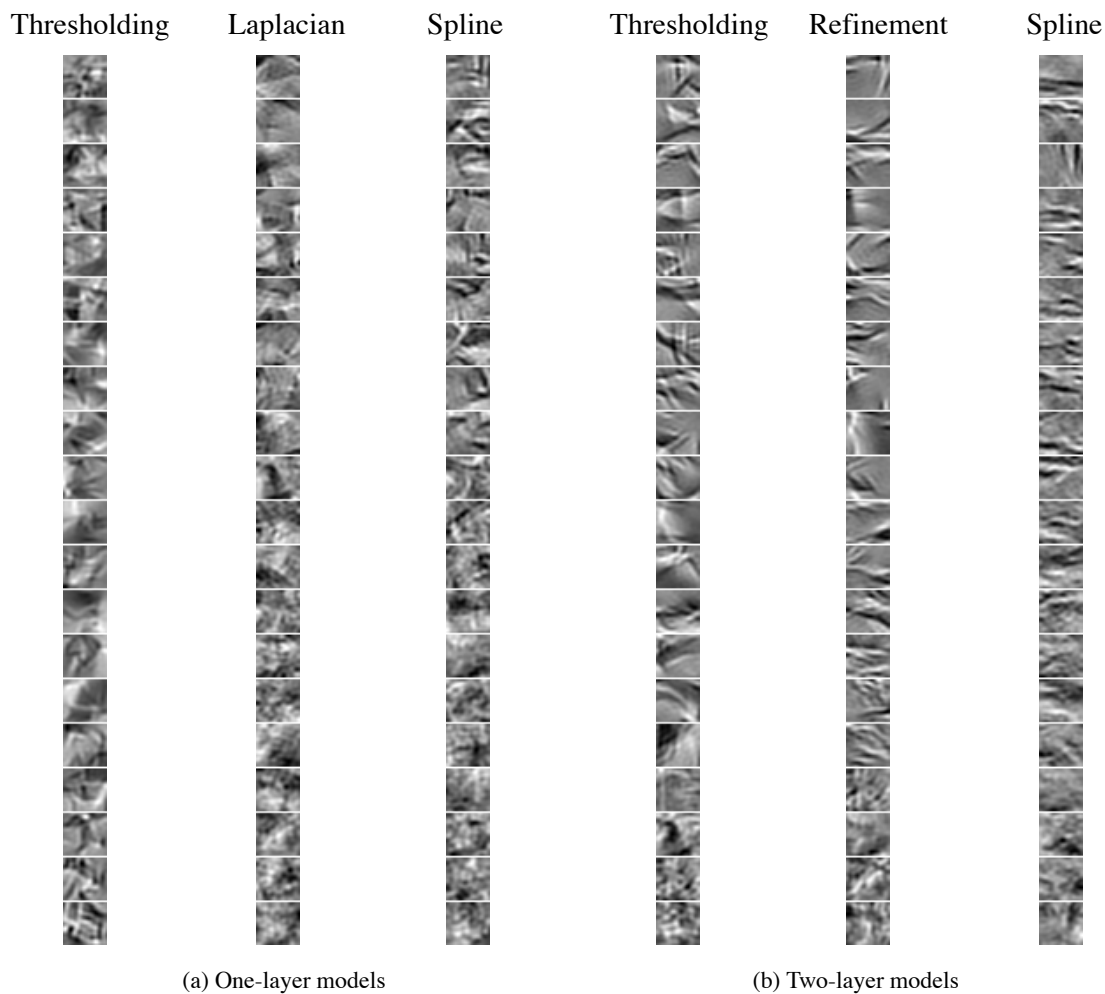 Thresholding Laplacian Spline Thresholding Refinement Spline
(a) One-layer models (b) Two-layer models